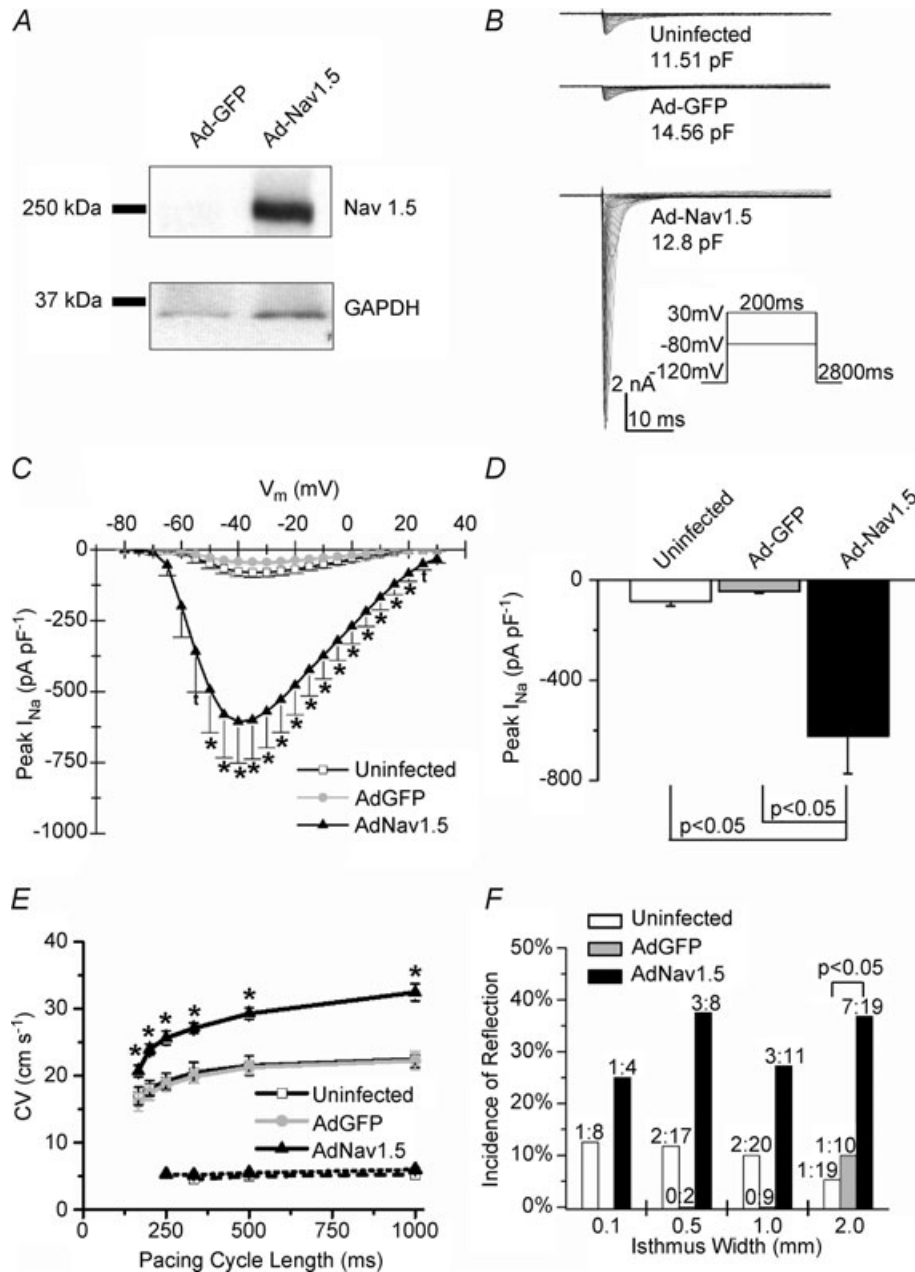 A
Ad-GFP
Ad-Nav1.5
250 kDa
Nav 1.5
37 kDa
GAPDH
B
Uninfected
11.51 pF
Ad-GFP
14.56 pF
Ad-Nav1.5
12.8 pF
200ms
30mV
-80mV
-120mV
2800ms
2 nA
10 ms
C
Vm (mV)
-80 -60 -40 -20 0 20 40
0
-250
-500
-750
-1000
Peak INa (pA pF-1)
t
* * * * * * * * * * * * * * *
t
Uninfected
AdGFP
AdNav1.5
D
Uninfected
Ad-GFP
Ad-Nav1.5
0
-400
-800
Peak INa (pA pF-1)
p<0.05
p<0.05
E
40
30
20
10
0
CV (cm s-1)
* * * * * *
Uninfected
AdGFP
AdNav1.5
0 250 500 750 1000
Pacing Cycle Length (ms)
F
Uninfected
AdGFP
AdNav1.5
50%
40%
30%
20%
10%
0%
Incidence of Reflection
p<0.05
1:8
1:4
2:17
0:2
3:8
2:20
0:9
3:11
1:19
1:10
7:19
0.1 0.5 1.0 2.0
Isthmus Width (mm)